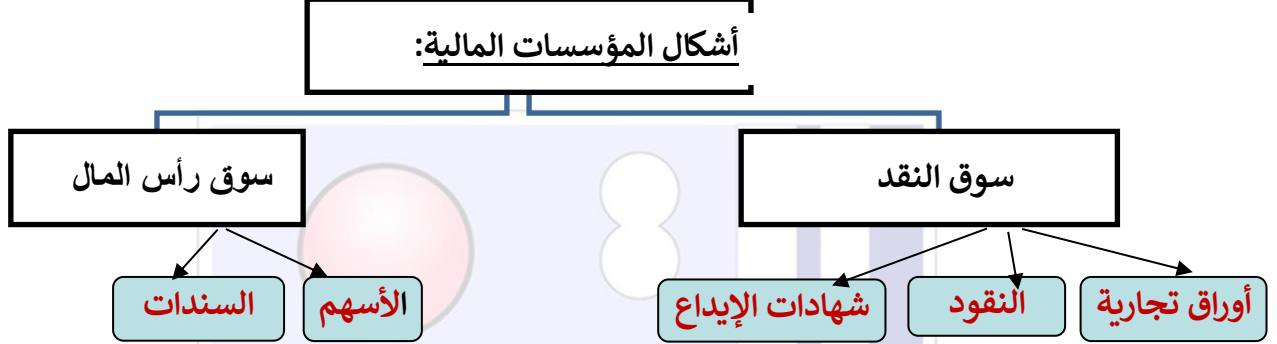 أشكال المؤسسات المالية:
سوق النقد
سوق رأس المال
أوراق تجارية
النقود
شهادات الإيداع
الأسهم
السندات